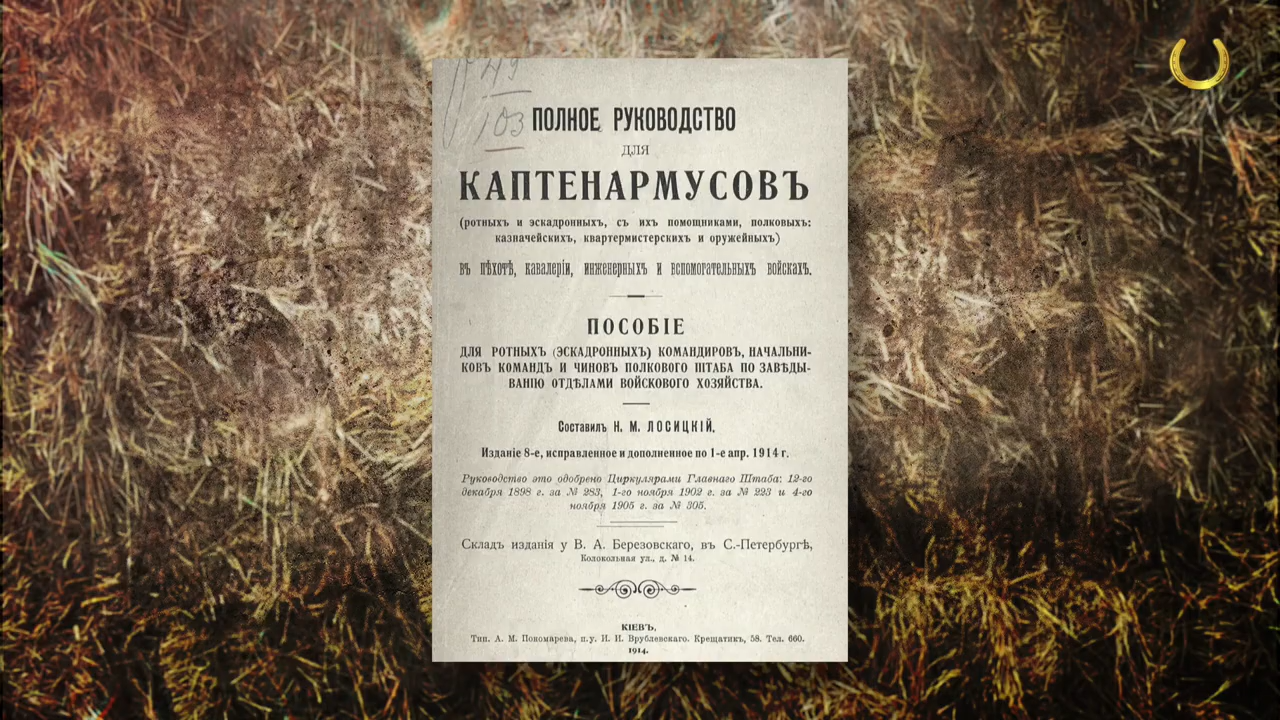 49
103
ПОЛНОЕ РУКОВОДСТВО
ДЛЯ
КАПТЕНАРМУСОВЪ
(ротныхъ и эскадронныхъ, съ ихъ помощниками, полковыхъ:
казначейскихъ, квартермистерскихъ и оружейныхъ)
въ пѣхотѣ, кавалеріи, инженерныхъ и вспомогательныхъ войскахъ.
ПОСОБІЕ
ДЛЯ РОТНЫХЪ (ЭСКАДРОННЫХЪ) КОМАНДИРОВЪ, НАЧАЛЬНИ-
КОВЪ КОМАНДЪ И ЧИНОВЪ ПОЛКОВОГО ШТАБА ПО ЗАВѢДЫ-
ВАНІЮ ОТДѢЛАМИ ВОЙСКОВОГО ХОЗЯЙСТВА.
Составилъ Н. М. ЛОСИЦКІЙ.
Изданіе 8-е, исправленное и дополненное по 1-е апр. 1914 г.
Руководство это одобрено Циркулярами Главнаго Штаба: 12-го
декабря 1898 г. за № 283, 1-го ноября 1902 г. за № 223 и 4-го
ноября 1905 г. за № 305.
Складъ изданія у В. А. Березовскаго, въ С.-Петербургѣ,
Колокольная ул., д. № 14.
КІЕВЪ.
Тип. А. М. Пономарева, п.у. И. И. Врублевскаго. Крещатикъ, 58. Тел. 660.
1914.